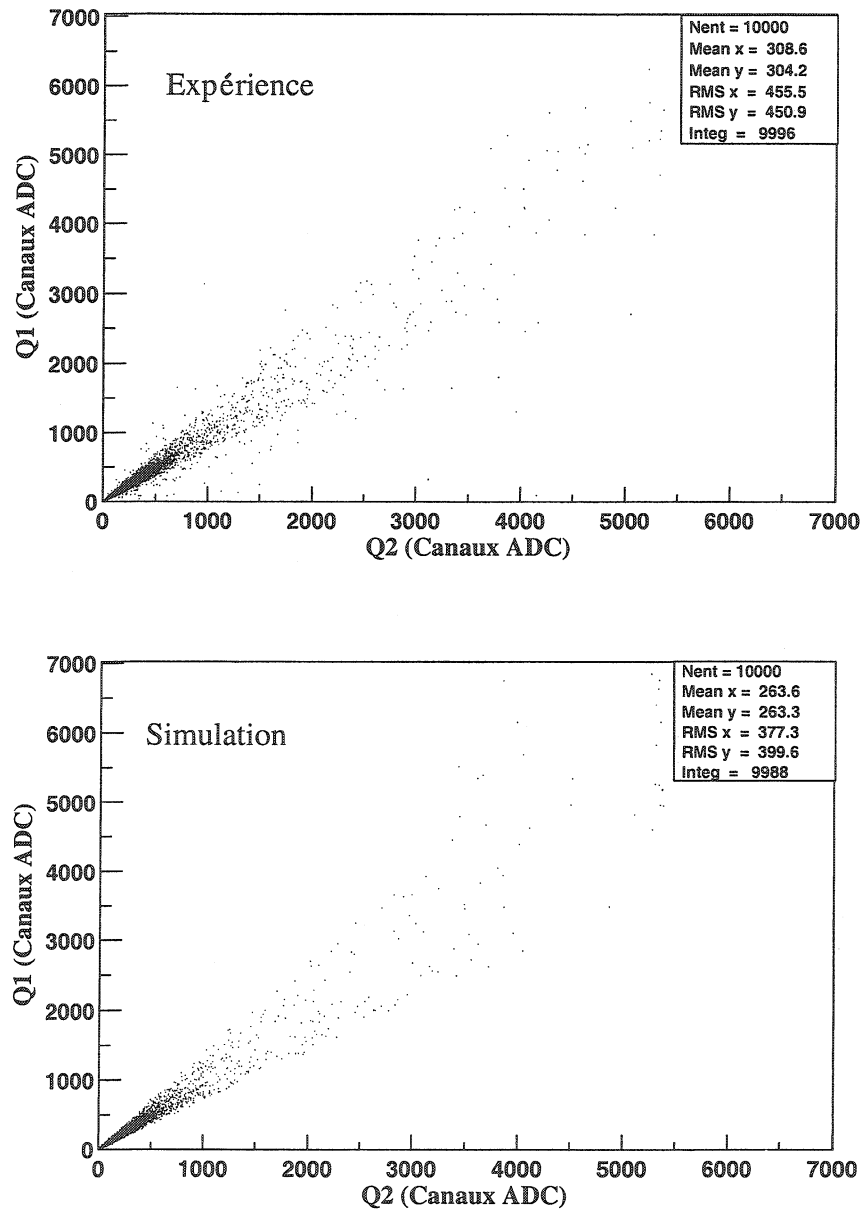 7000
6000
5000
4000
3000
2000
1000
0
Q1 (Canaux ADC)
Expérience
Nent = 10000
Mean x = 308.6
Mean y = 304.2
RMS x = 455.5
RMS y = 450.9
Integ = 9996
0 1000 2000 3000 4000 5000 6000 7000
Q2 (Canaux ADC)
7000
6000
5000
4000
3000
2000
1000
0
Q1 (Canaux ADC)
Simulation
Nent = 10000
Mean x = 263.6
Mean y = 263.3
RMS x = 377.3
RMS y = 399.6
Integ = 9988
0 1000 2000 3000 4000 5000 6000 7000
Q2 (Canaux ADC)